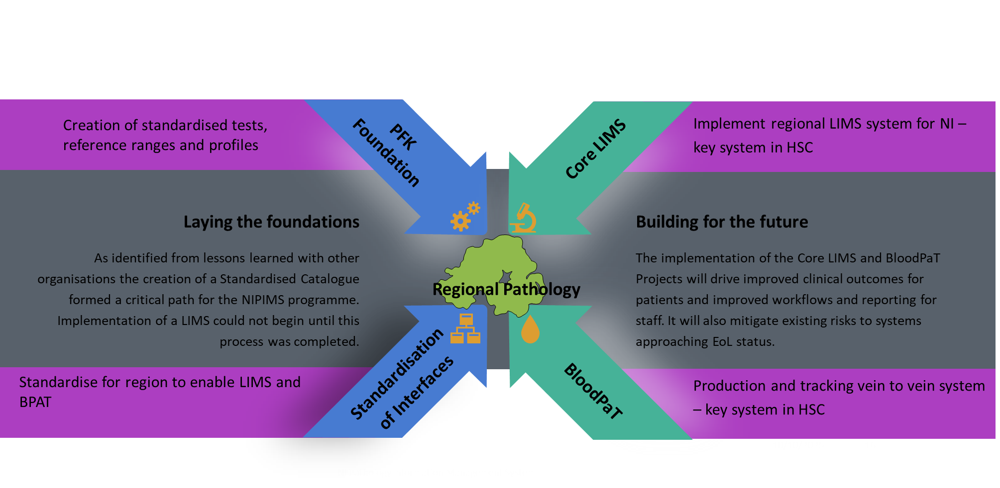 Creation of standardised tests,
reference ranges and profiles
PFK
Foundation
Core LIMS
Implement regional LIMS system for NI –
key system in HSC
Laying the foundations
As identified from lessons learned with other
organisations the creation of a Standardised Catalogue
formed a critical path for the NIPIMS programme.
Implementation of a LIMS could not begin until this
process was completed.
Regional Pathology
Building for the future
The implementation of the Core LIMS and BloodPaT
Projects will drive improved clinical outcomes for
patients and improved workflows and reporting for
staff. It will also mitigate existing risks to systems
approaching EoL status.
Standardise for region to enable LIMS and
BPAT
Standardisation
of Interfaces
BloodPaT
Production and tracking vein to vein system
– key system in HSC